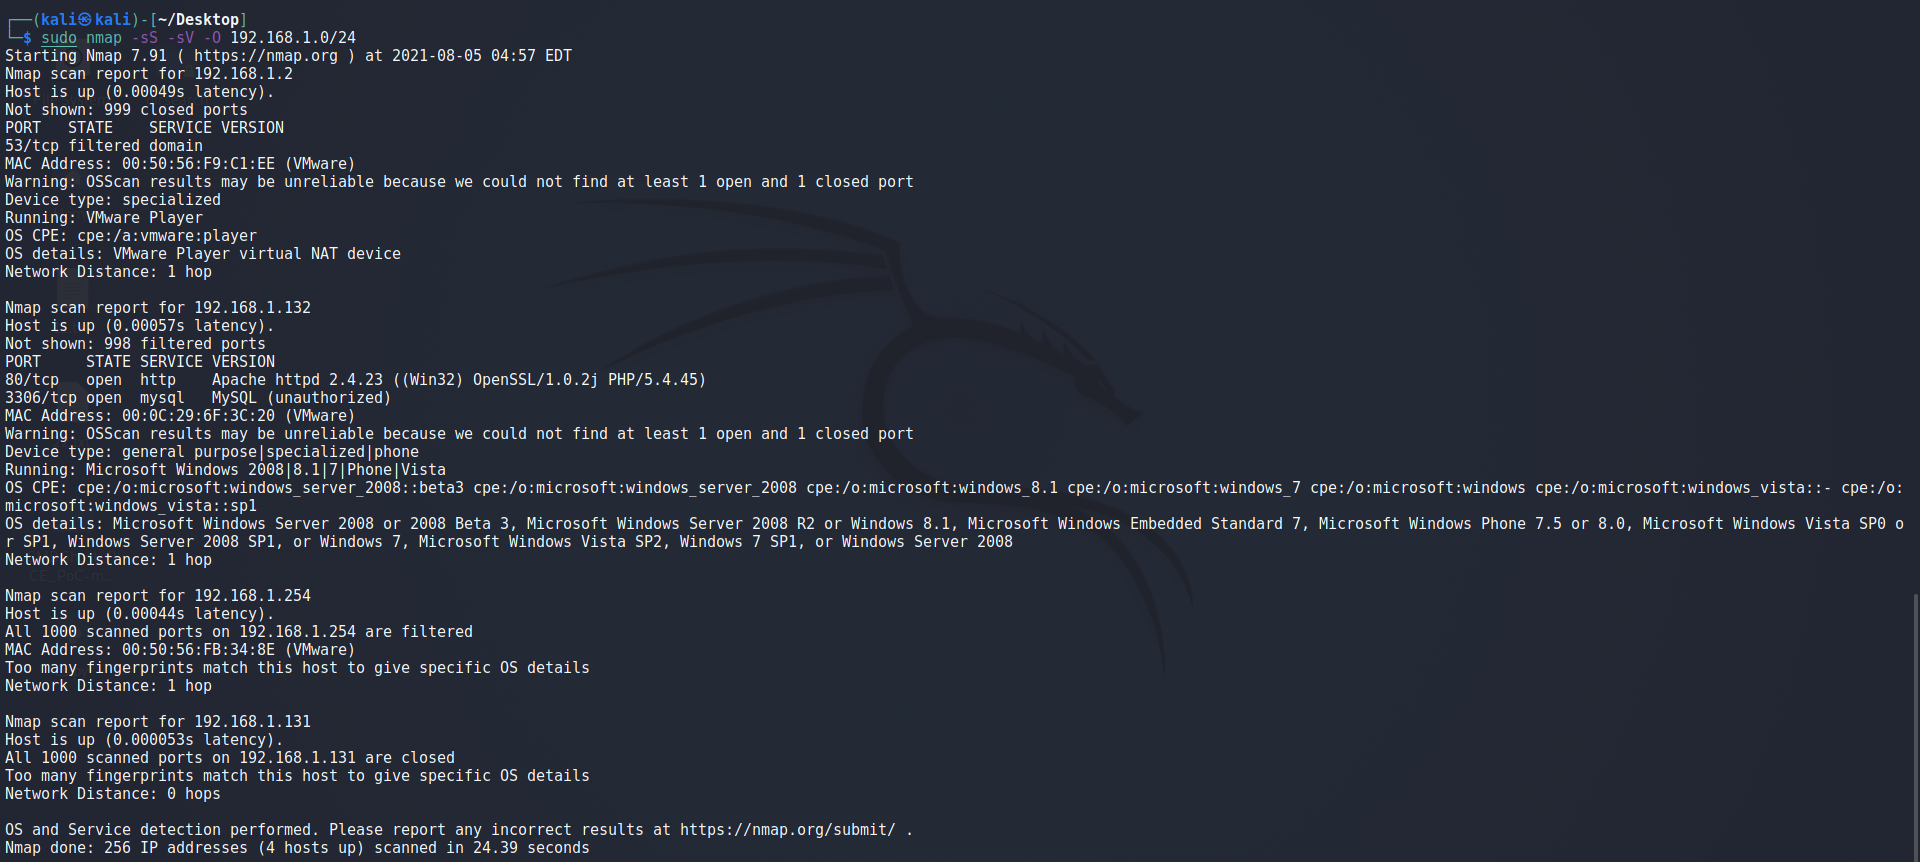 ┌──(kali㉿kali)-[~/Desktop]
└─$ sudo nmap -sS -sV -O 192.168.1.0/24
Starting Nmap 7.91 ( https://nmap.org ) at 2021-08-05 04:57 EDT
Nmap scan report for 192.168.1.2
Host is up (0.00049s latency).
Not shown: 999 closed ports
PORT   STATE    SERVICE VERSION
53/tcp filtered domain
MAC Address: 00:50:56:F9:C1:EE (VMware)
Warning: OSScan results may be unreliable because we could not find at least 1 open and 1 closed port
Device type: specialized
Running: VMware Player
OS CPE: cpe:/a:vmware:player
OS details: VMware Player virtual NAT device
Network Distance: 1 hop

Nmap scan report for 192.168.1.132
Host is up (0.00057s latency).
Not shown: 998 filtered ports
PORT     STATE SERVICE VERSION
80/tcp   open  http    Apache httpd 2.4.23 ((Win32) OpenSSL/1.0.2j PHP/5.4.45)
3306/tcp open  mysql   MySQL (unauthorized)
MAC Address: 00:0C:29:6F:3C:20 (VMware)
Warning: OSScan results may be unreliable because we could not find at least 1 open and 1 closed port
Device type: general purpose|specialized|phone
Running: Microsoft Windows 2008|8.1|7|Phone|Vista
OS CPE: cpe:/o:microsoft:windows_server_2008::beta3 cpe:/o:microsoft:windows_server_2008 cpe:/o:microsoft:windows_8.1 cpe:/o:microsoft:windows_7 cpe:/o:microsoft:windows cpe:/o:microsoft:windows_vista::- cpe:/o:
microsoft:windows_vista::sp1
OS details: Microsoft Windows Server 2008 or 2008 Beta 3, Microsoft Windows Server 2008 R2 or Windows 8.1, Microsoft Windows Embedded Standard 7, Microsoft Windows Phone 7.5 or 8.0, Microsoft Windows Vista SP0 o
r SP1, Windows Server 2008 SP1, or Windows 7, Microsoft Windows Vista SP2, Windows 7 SP1, or Windows Server 2008
Network Distance: 1 hop

Nmap scan report for 192.168.1.254
Host is up (0.00044s latency).
All 1000 scanned ports on 192.168.1.254 are filtered
MAC Address: 00:50:56:FB:34:8E (VMware)
Too many fingerprints match this host to give specific OS details
Network Distance: 1 hop

Nmap scan report for 192.168.1.131
Host is up (0.000053s latency).
All 1000 scanned ports on 192.168.1.131 are closed
Too many fingerprints match this host to give specific OS details
Network Distance: 0 hops

OS and Service detection performed. Please report any incorrect results at https://nmap.org/submit/ .
Nmap done: 256 IP addresses (4 hosts up) scanned in 24.39 seconds